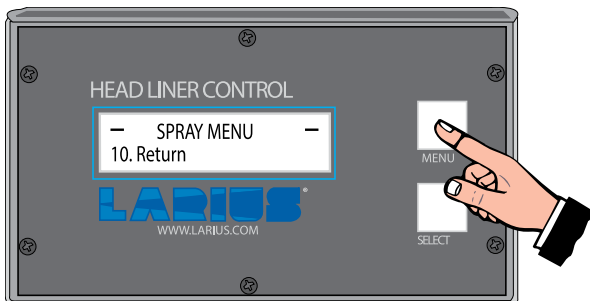 HEAD LINER CONTROL
– SPRAY MENU –
10. Return
MENU
LARIUS®
WWW.LARIUS.COM
SELECT